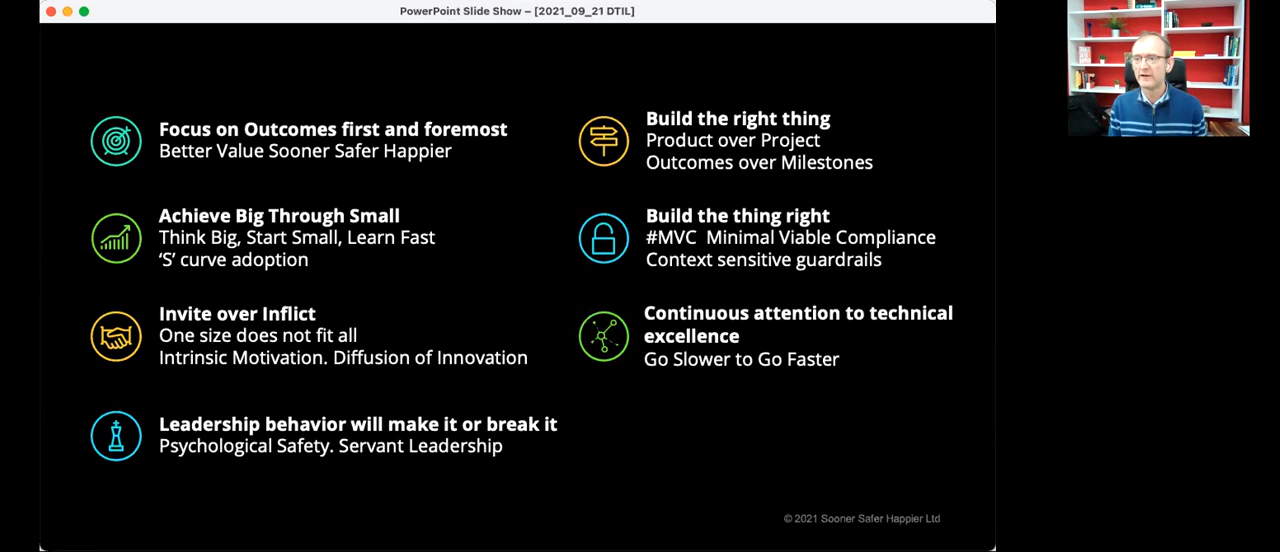 PowerPoint Slide Show – [2021_09_21 DTIL]
Focus on Outcomes first and foremost
Better Value Sooner Safer Happier
Achieve Big Through Small
Think Big, Start Small, Learn Fast
‘S’ curve adoption
Invite over Inflict
One size does not fit all
Intrinsic Motivation. Diffusion of Innovation
Leadership behavior will make it or break it
Psychological Safety. Servant Leadership
Build the right thing
Product over Project
Outcomes over Milestones
Build the thing right
#MVC  Minimal Viable Compliance
Context sensitive guardrails
Continuous attention to technical
excellence
Go Slower to Go Faster
© 2021 Sooner Safer Happier Ltd